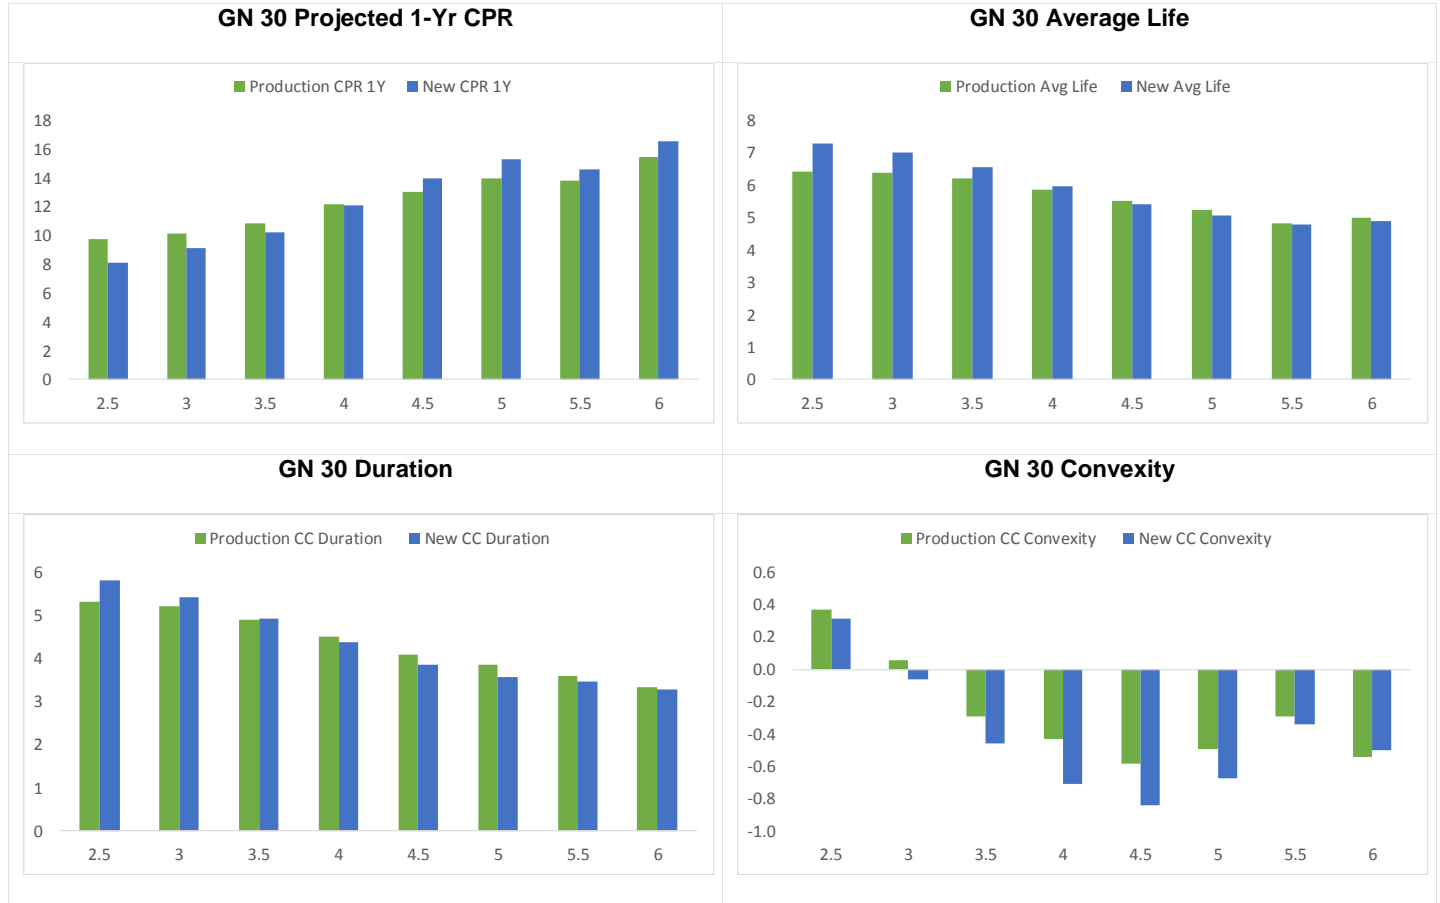 GN 30 Projected 1-Yr CPR
Production CPR 1Y New CPR 1Y
18
16
14
12
10
8
6
4
2
0
2.5 3 3.5 4 4.5 5 5.5 6
GN 30 Average Life
Production Avg Life New Avg Life
8
7
6
5
4
3
2
1
0
2.5 3 3.5 4 4.5 5 5.5 6
GN 30 Duration
Production CC Duration New CC Duration
6
5
4
3
2
1
0
2.5 3 3.5 4 4.5 5 5.5 6
GN 30 Convexity
Production CC Convexity New CC Convexity
0.6
0.4
0.2
0.0
-0.2
-0.4
-0.6
-0.8
-1.0
2.5 3 3.5 4 4.5 5 5.5 6